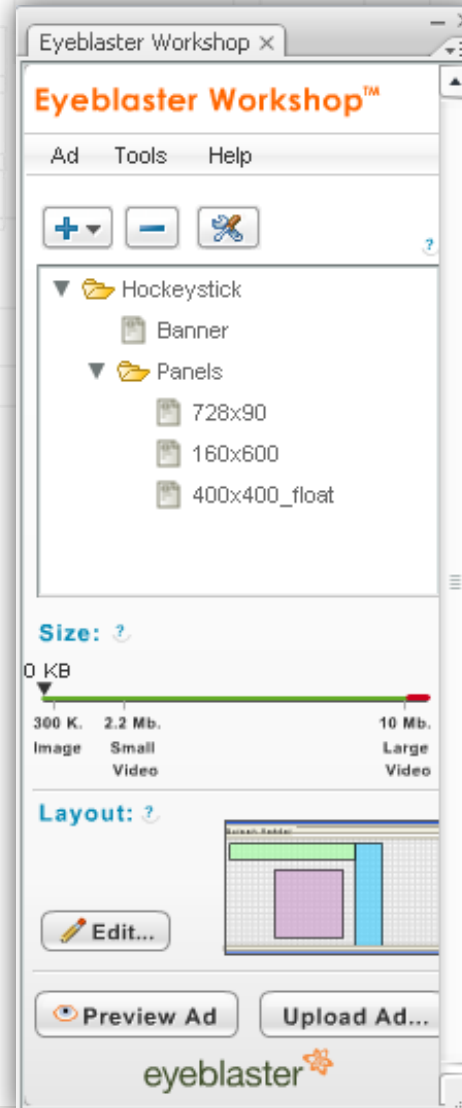 Eyeblaster Workshop
Eyeblaster Workshop™
Ad Tools Help
Hockeystick
Banner
Panels
728x90
160x600
400x400_float
Size: ?
0 KB
300 K. 2.2 Mb. 10 Mb.
Image Small Large
Video Video
Layout: ?
Edit...
Preview Ad Upload Ad...
eyeblaster